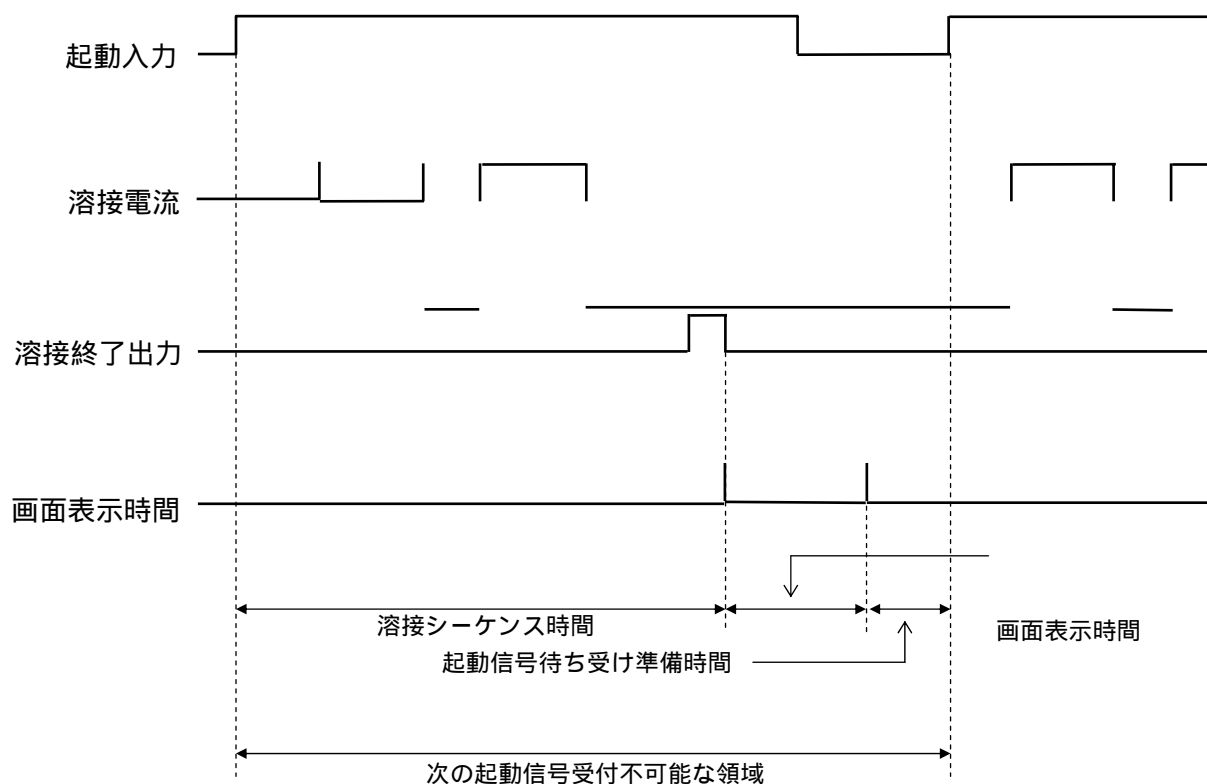 起動入力
溶接電流
溶接終了出力
画面表示時間
溶接シーケンス時間
画面表示時間
起動信号待ち受け準備時間
次の起動信号受付不可能な領域